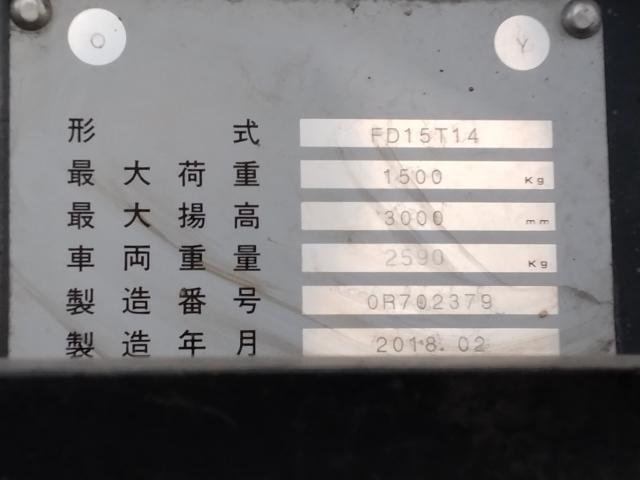 O Y
形式 FD15T14
最大荷重 1500 Kg
最大揚高 3000 mm
車両重量 2590 Kg
製造番号 0R702379
製造年月 2018.02